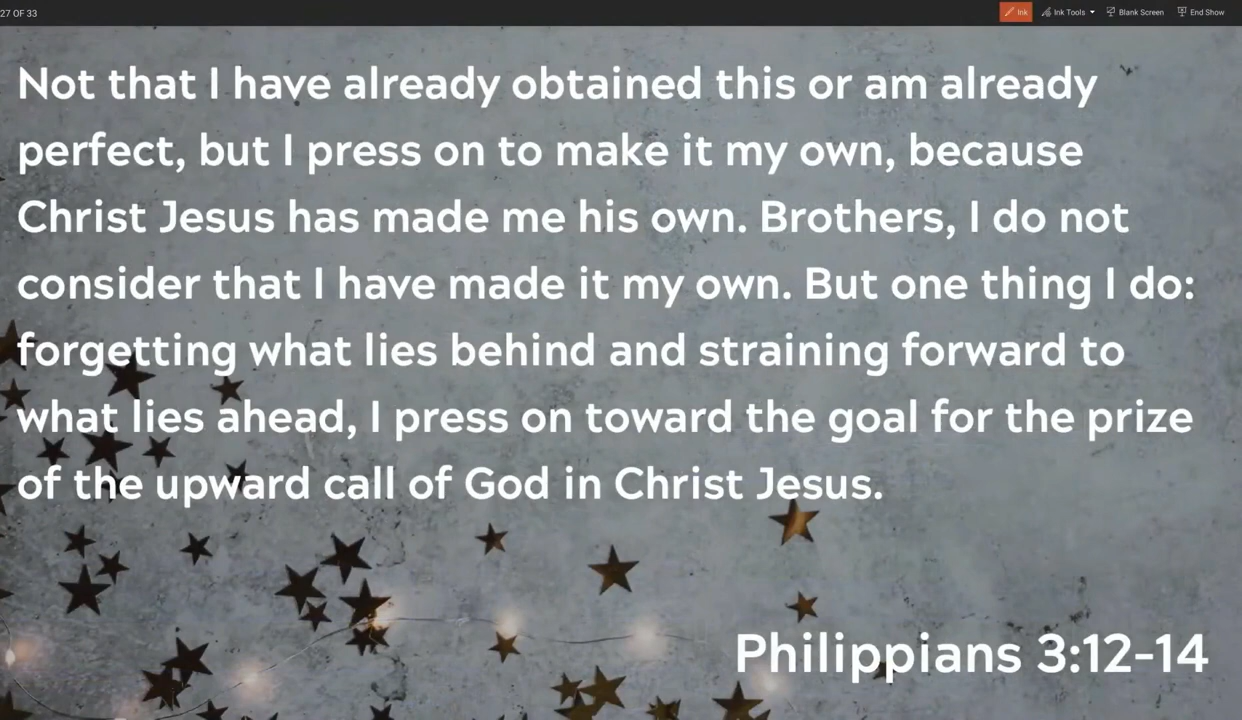 27 OF 33
Ink Ink Tools Blank Screen End Show
Not that I have already obtained this or am already
perfect, but I press on to make it my own, because
Christ Jesus has made me his own. Brothers, I do not
consider that I have made it my own. But one thing I do:
forgetting what lies behind and straining forward to
what lies ahead, I press on toward the goal for the prize
of the upward call of God in Christ Jesus.
Philippians 3:12-14